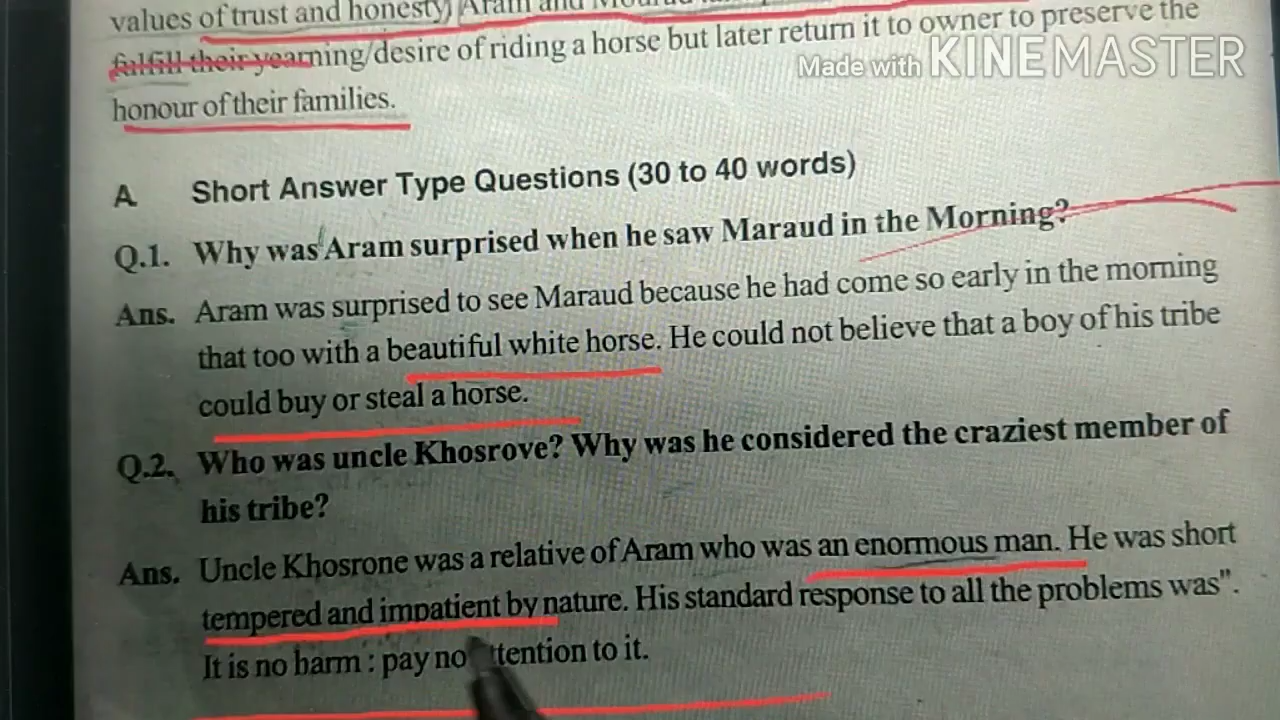 values of trust and honesty) Aram and Mourad
fulfill their yearning/desire of riding a horse but later return it to owner to preserve the
Made with KINEMASTER
honour of their families.
A Short Answer Type Questions (30 to 40 words)
Q.1. Why was Aram surprised when he saw Maraud in the Morning?
Ans. Aram was surprised to see Maraud because he had come so early in the morning
that too with a beautiful white horse. He could not believe that a boy of his tribe
could buy or steal a horse.
Q.2. Who was uncle Khosrove? Why was he considered the craziest member of
his tribe?
Ans. Uncle Khosrone was a relative of Aram who was an enormous man. He was short
tempered and impatient by nature. His standard response to all the problems was".
It is no harm : pay no tention to it.